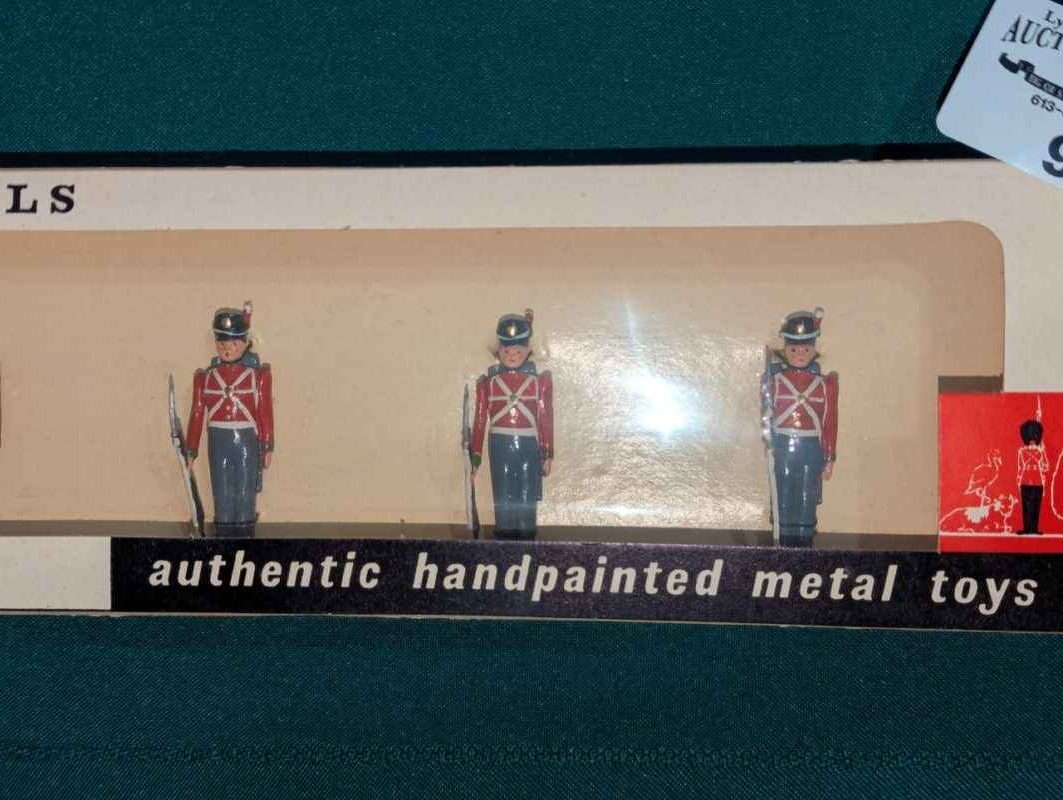 LS
authentic handpainted metal toys
AUCT
613-
9